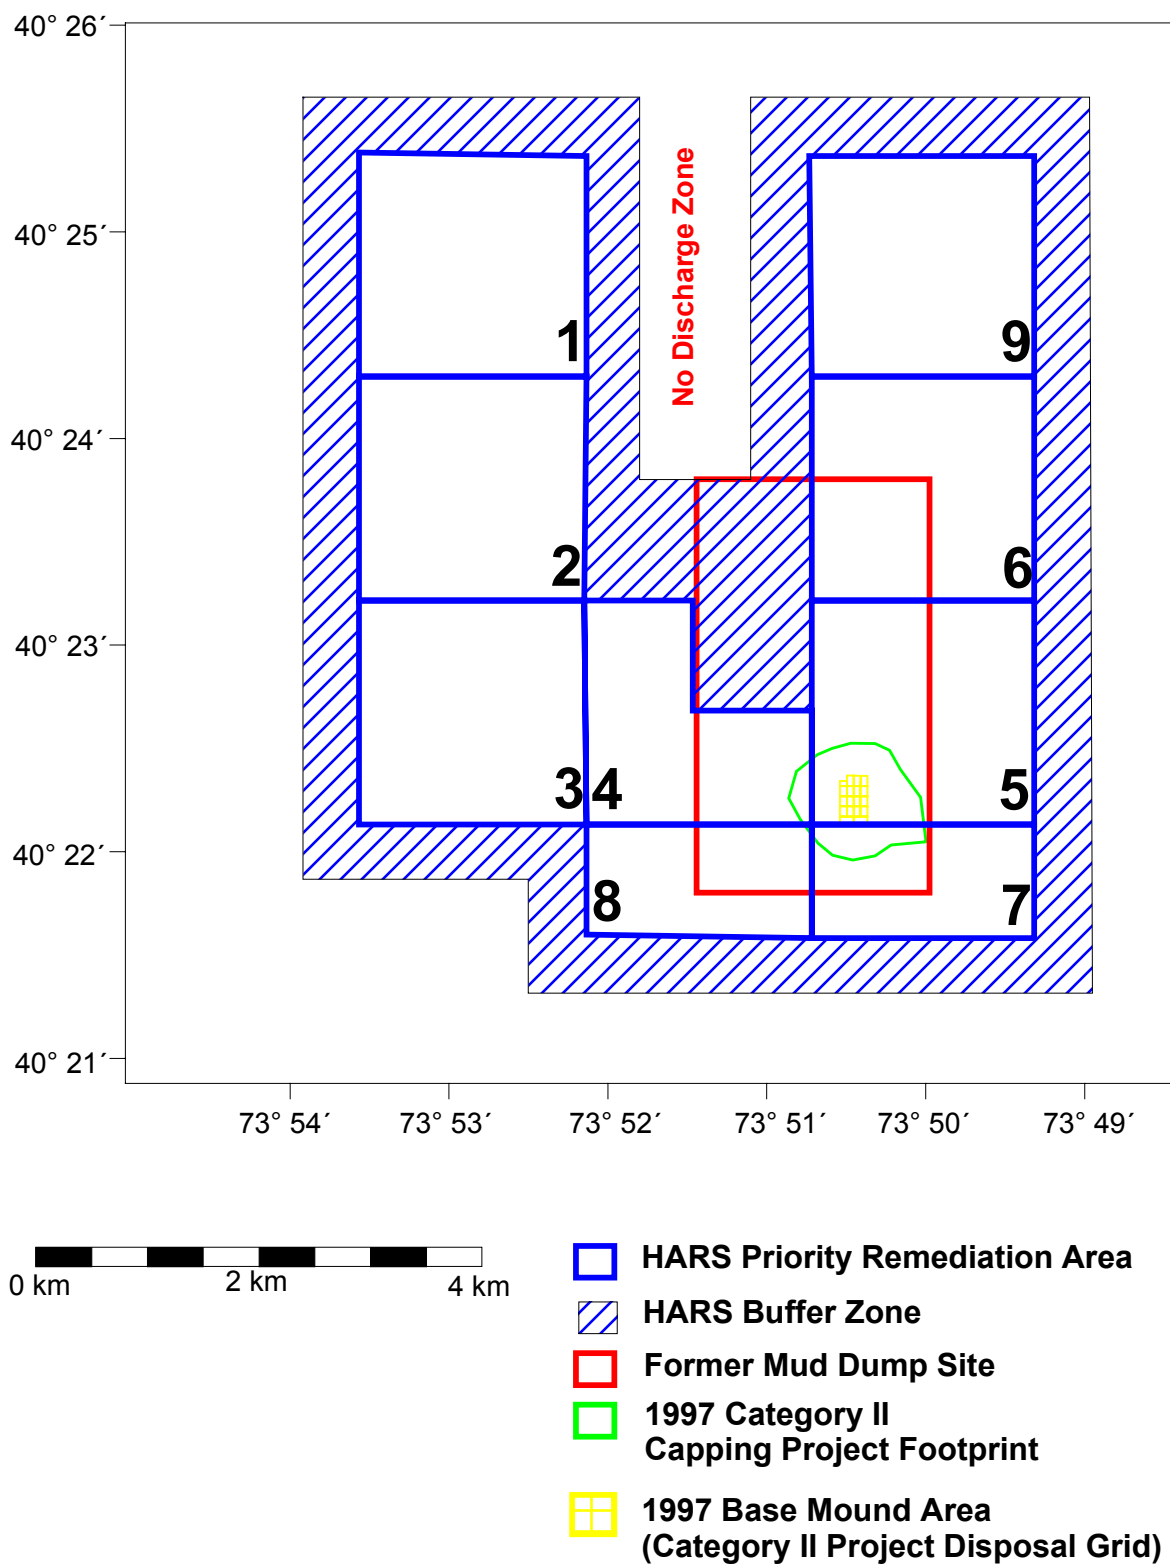 40° 26´
40° 25´
40° 24´
40° 23´
40° 22´
40° 21´
No Discharge Zone
1
9
2
6
3
4
5
8
7
73° 54´
73° 53´
73° 52´
73° 51´
73° 50´
73° 49´
0 km
2 km
4 km
HARS Priority Remediation Area
HARS Buffer Zone
Former Mud Dump Site
1997 Category II
Capping Project Footprint
1997 Base Mound Area
(Category II Project Disposal Grid)